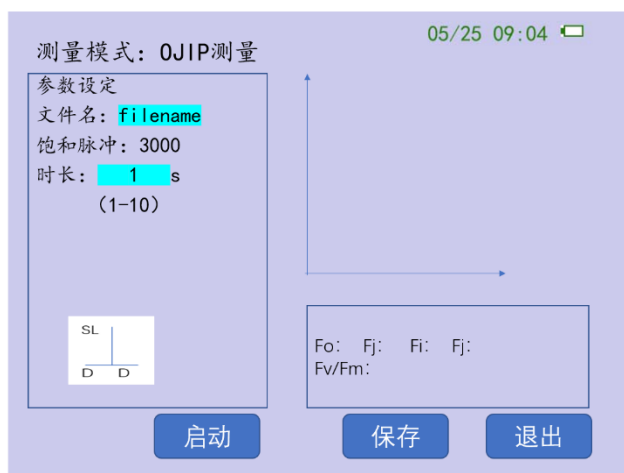 05/25 09:04
测量模式：OJIP测量
参数设定
文件名：filename
饱和脉冲：3000
时长： 1 s
（1-10）
SL
D D
Fo: Fj: Fi: Fj:
Fv/Fm:
启动
保存
退出